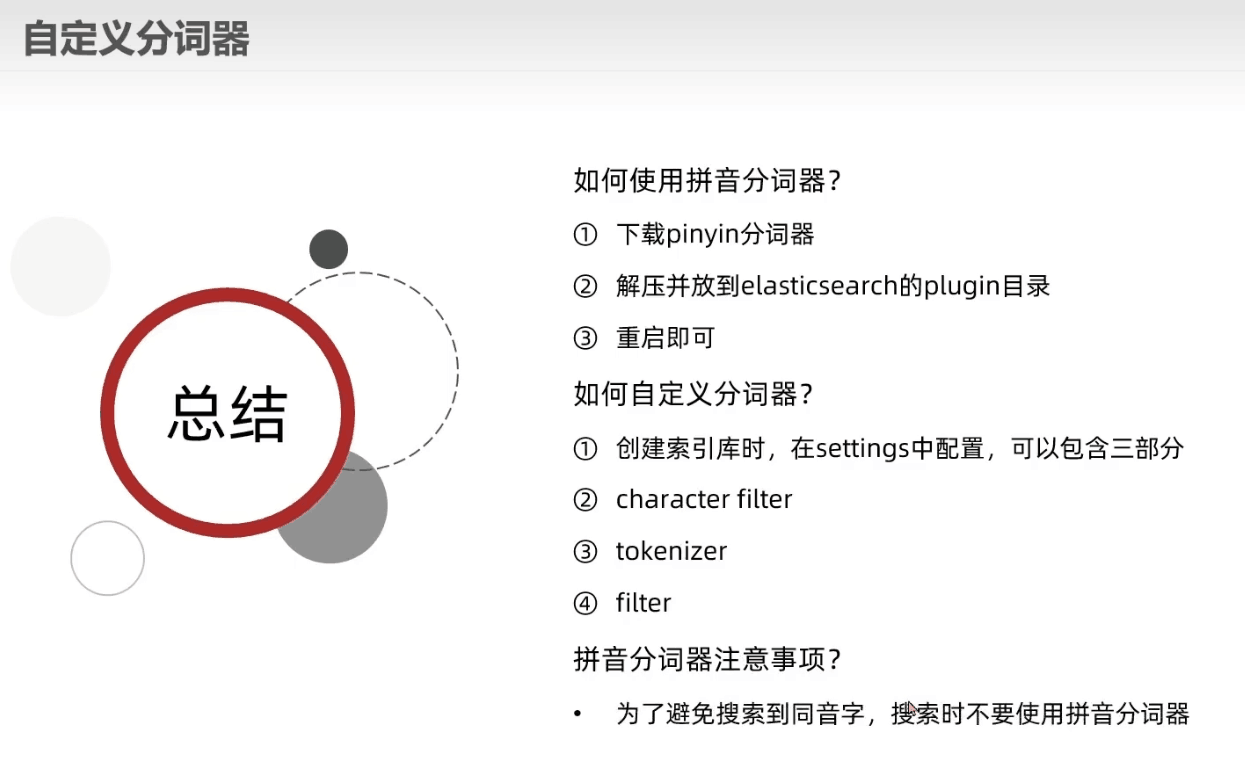 自定义分词器
总结
如何使用拼音分词器？
① 下载pinyin分词器
② 解压并放到elasticsearch的plugin目录
③ 重启即可
如何自定义分词器？
① 创建索引库时，在settings中配置，可以包含三部分
② character filter
③ tokenizer
④ filter
拼音分词器注意事项？
• 为了避免搜索到同音字，搜索时不要使用拼音分词器